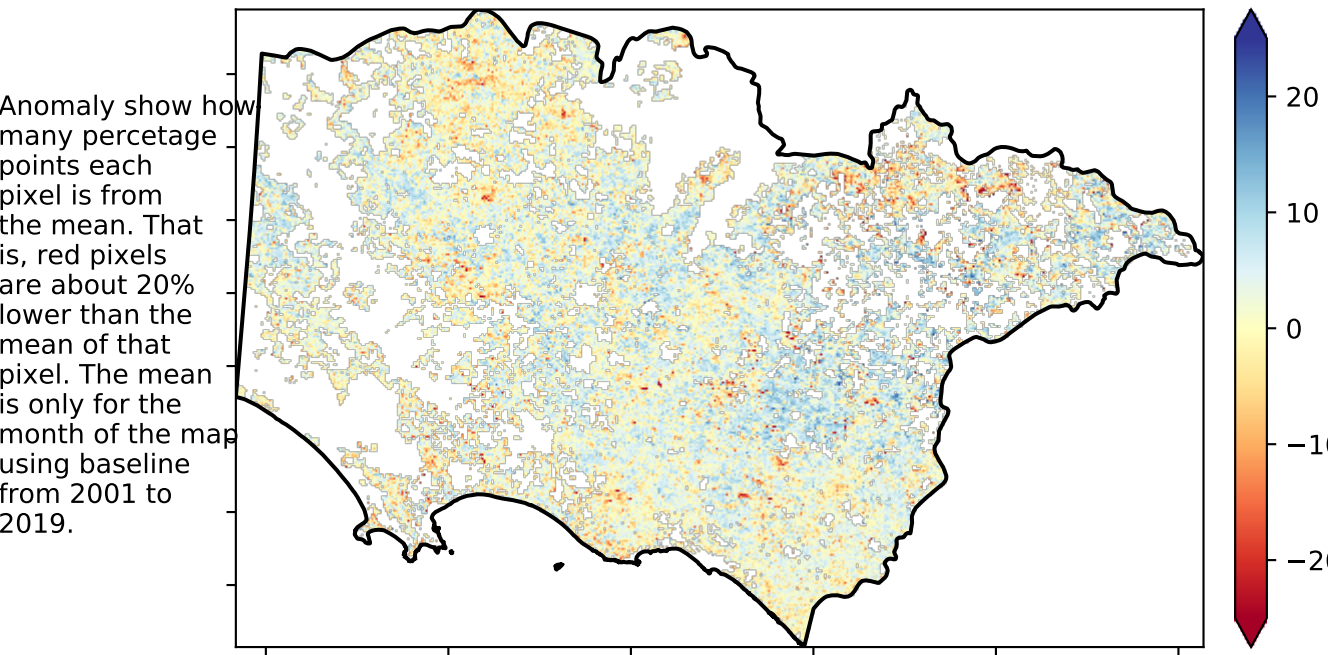 Anomaly show how
many percetage
points each
pixel is from
the mean. That
is, red pixels
are about 20%
lower than the
mean of that
pixel. The mean
is only for the
month of the map
using baseline
from 2001 to
2019.
20
10
0
−10
−20